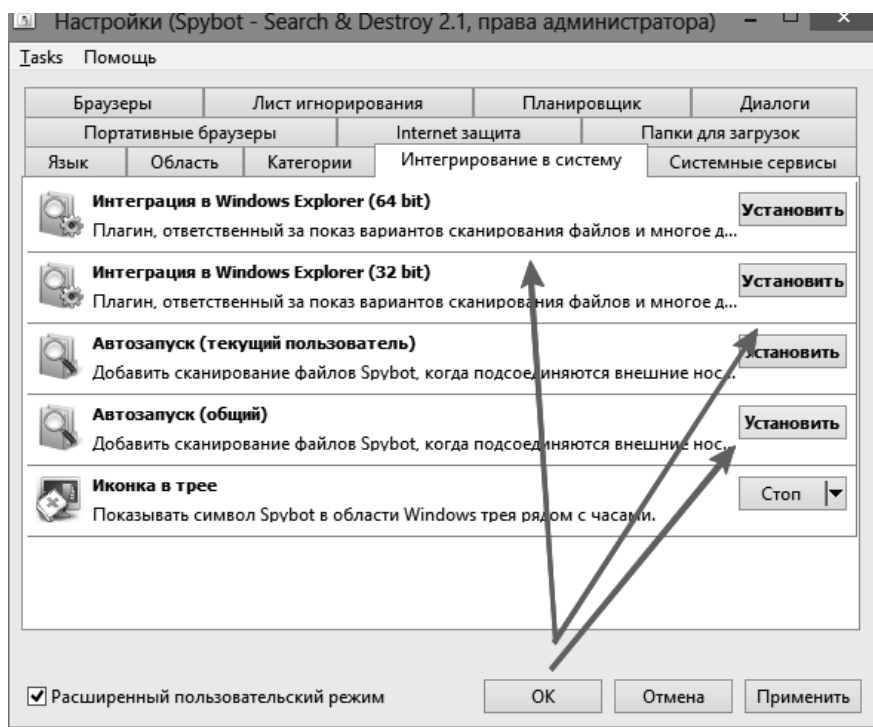 Настройки (Spybot - Search & Destroy 2.1, права администратора)
Tasks Помощь
Браузеры Лист игнорирования Планировщик Диалоги
Портативные браузеры Internet защита Папки для загрузок
Язык Область Категории Интегрирование в систему Системные сервисы
Интеграция в Windows Explorer (64 bit)
Установить
Плагин, ответственный за показ вариантов сканирования файлов и многое д...
Интеграция в Windows Explorer (32 bit)
Установить
Плагин, ответственный за показ вариантов сканирования файлов и многое д...
Автозапуск (текущий пользователь)
Установить
Добавить сканирование файлов Spybot, когда подсоединяются внешние нос...
Автозапуск (общий)
Установить
Добавить сканирование файлов Spybot, когда подсоединяются внешние нос...
Иконка в трее
Стоп
Показывать символ Spybot в области Windows трея рядом с часами.
Расширенный пользовательский режим OK Отмена Применить